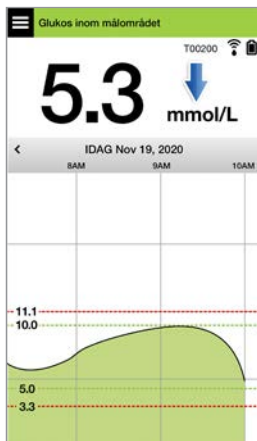 Glukos inom målområdet
T00200
5.3
mmol/L
< IDAG Nov 19, 2020
8AM 9AM 10AM
11.1
10.0
5.0
3.3